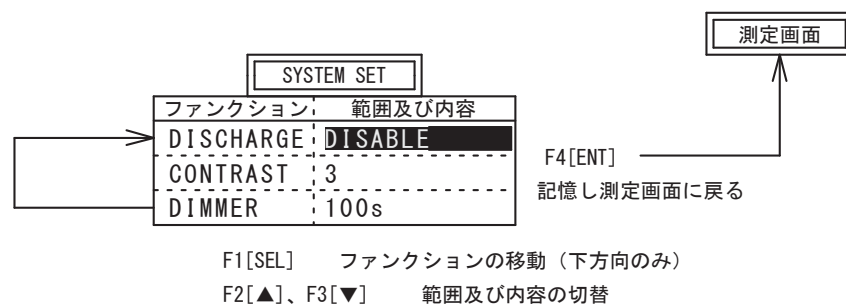 測定画面
SYSTEM SET
ファンクション 範囲及び内容
DISCHARGE DISABLE
CONTRAST 3
DIMMER 100s
F4[ENT]
記憶し測定画面に戻る
F1[SEL] ファンクションの移動（下方向のみ）
F2[▲]、F3[▼] 範囲及び内容の切替